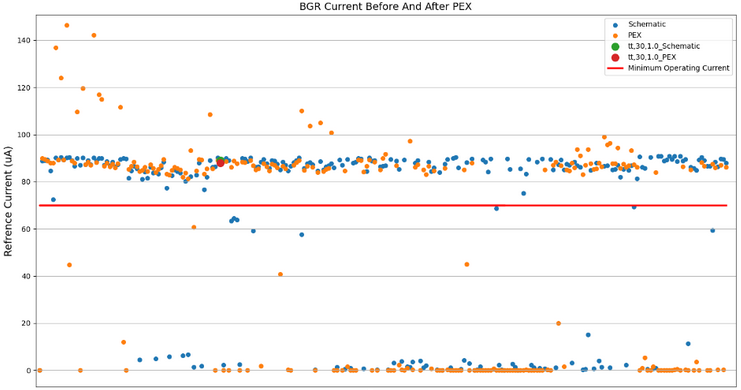 BGR Current Before And After PEX
Schematic
PEX
tt,30,1.0_Schematic
tt,30,1.0_PEX
Minimum Operating Current
Refrence Current (uA)
140
120
100
80
60
40
20
0